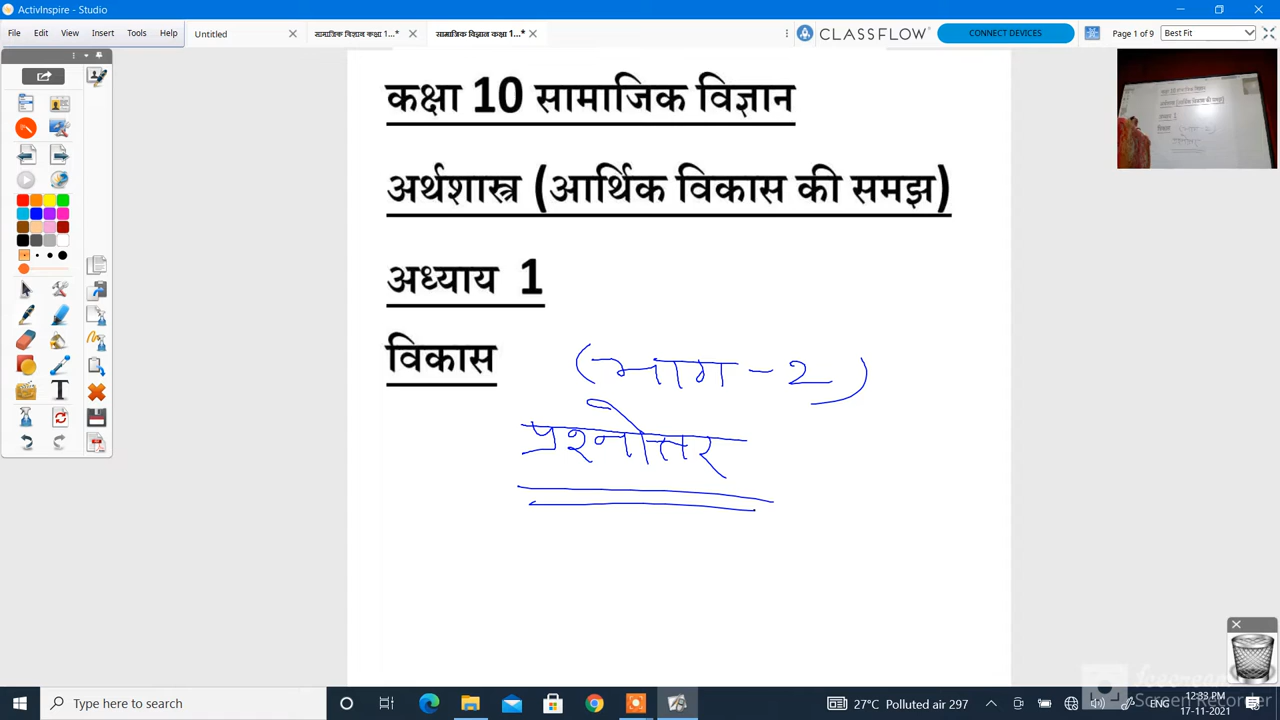 ActivInspire - Studio
File Edit View Insert Tools Help
Untitled
सामाजिक विज्ञान कक्षा 1...*
सामाजिक विज्ञान कक्षा 1...*
CLASSFLOW
CONNECT DEVICES
Page 1 of 9
Best Fit
कक्षा 10 सामाजिक विज्ञान
अर्थशास्त्र (आर्थिक विकास की समझ)
अध्याय 1
विकास
(भाग - 2)
प्रश्नोत्तर
Screen Recorder
Type here to search
27°C Polluted air 297
ENG
12:33 PM
17-11-2021